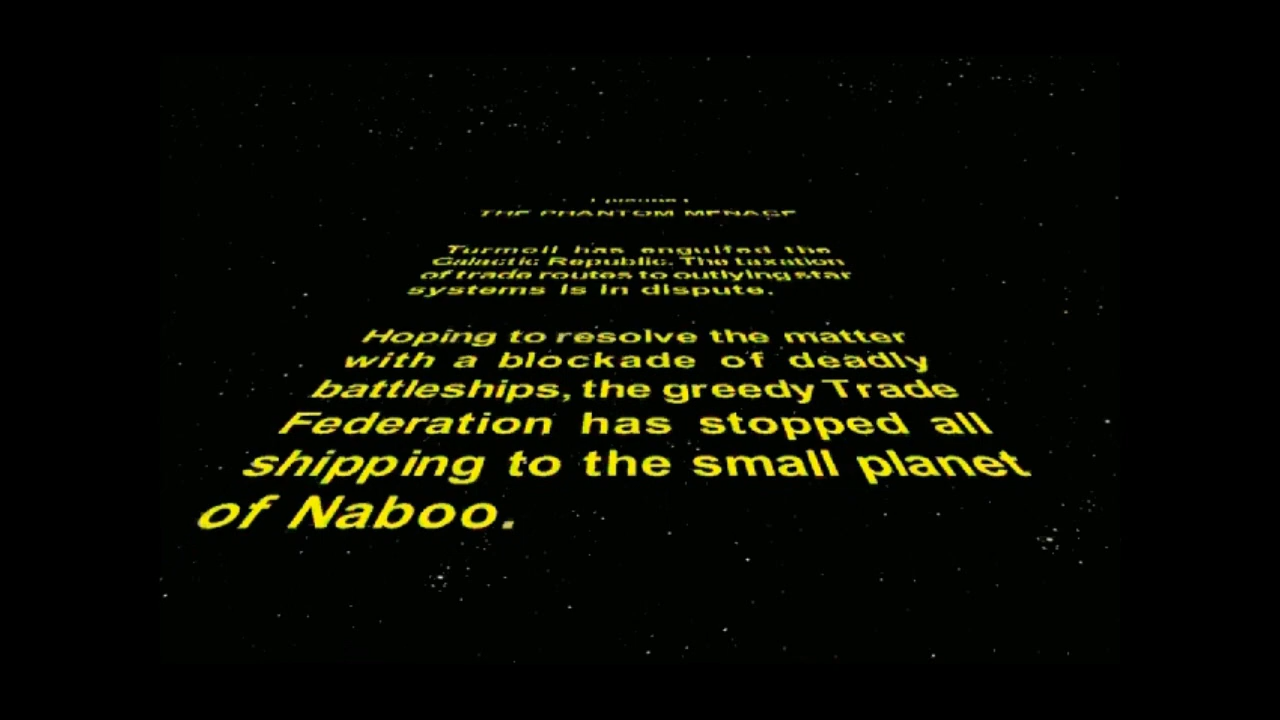 Episode I
THE PHANTOM MENACE
Turmoil has engulfed the
Galactic Republic. The taxation
of trade routes to outlying star
systems is in dispute.
Hoping to resolve the matter
with a blockade of deadly
battleships, the greedy Trade
Federation has stopped all
shipping to the small planet
of Naboo.